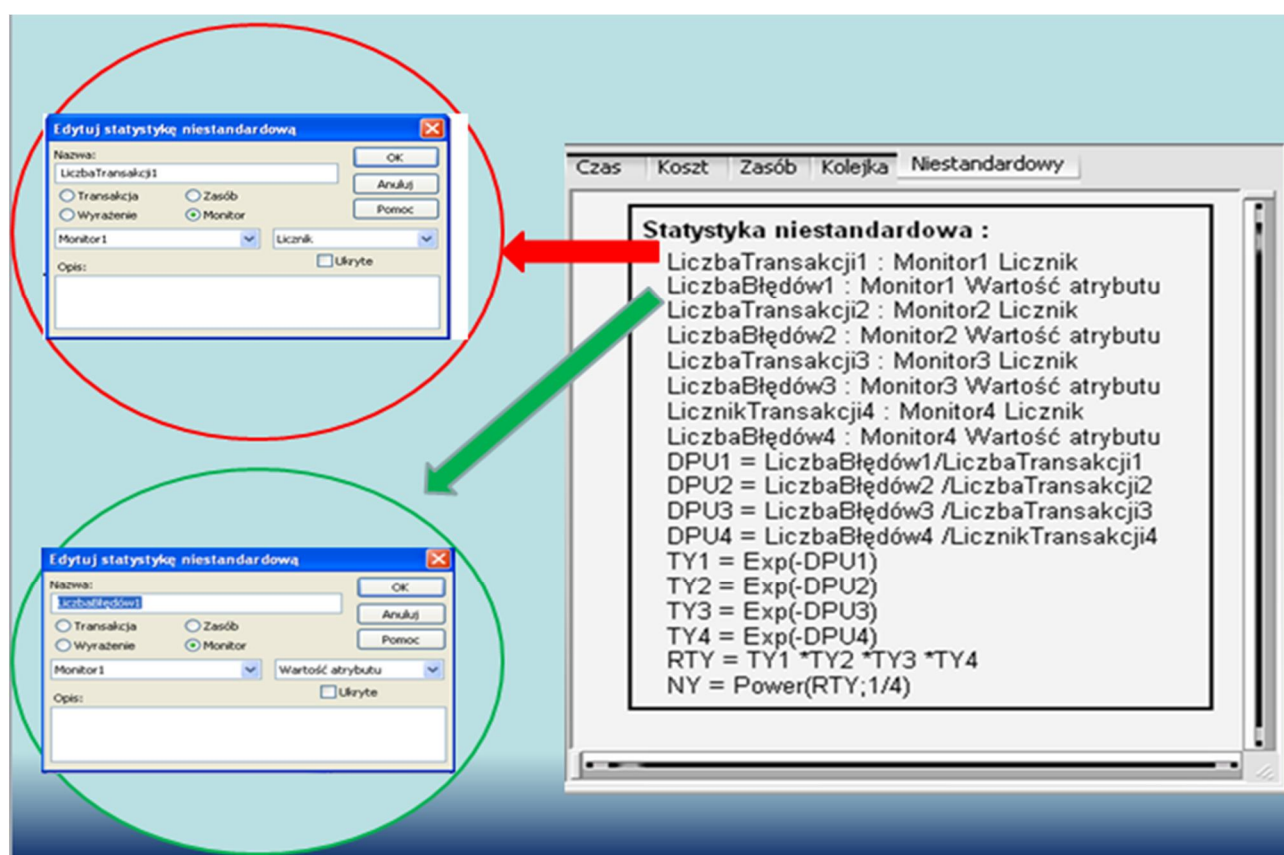 Edytuj statystykę niestandardową
Nazwa:
LiczbaTransakcji1
OK
Anuluj
Pomoc
Transakcja
Zasób
Wyrażenie
Monitor
Monitor1
Licznik
Ukryte
Opis:
Edytuj statystykę niestandardową
Nazwa:
LiczbaBłędów1
OK
Anuluj
Pomoc
Transakcja
Zasób
Wyrażenie
Monitor
Monitor1
Wartość atrybutu
Ukryte
Opis:
Czas Koszt Zasób Kolejka Niestandardowy
Statystyka niestandardowa :
LiczbaTransakcji1 : Monitor1 Licznik
LiczbaBłędów1 : Monitor1 Wartość atrybutu
LiczbaTransakcji2 : Monitor2 Licznik
LiczbaBłędów2 : Monitor2 Wartość atrybutu
LiczbaTransakcji3 : Monitor3 Licznik
LiczbaBłędów3 : Monitor3 Wartość atrybutu
LicznikTransakcji4 : Monitor4 Licznik
LiczbaBłędów4 : Monitor4 Wartość atrybutu
DPU1 = LiczbaBłędów1/LiczbaTransakcji1
DPU2 = LiczbaBłędów2 /LiczbaTransakcji2
DPU3 = LiczbaBłędów3 /LiczbaTransakcji3
DPU4 = LiczbaBłędów4 /LicznikTransakcji4
TY1 = Exp(-DPU1)
TY2 = Exp(-DPU2)
TY3 = Exp(-DPU3)
TY4 = Exp(-DPU4)
RTY = TY1 *TY2 *TY3 *TY4
NY = Power(RTY;1/4)